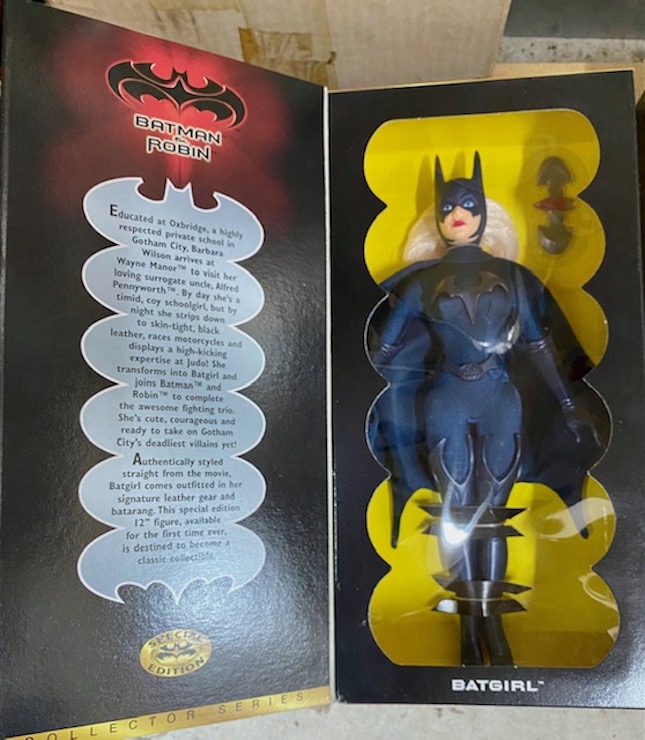 BATMAN
&
ROBIN
Educated at Oxbridge, a highly
respected private school in
Gotham City, Barbara
Wilson arrives at
Wayne Manor™ to visit her
loving surrogate uncle, Alfred
Pennyworth™. By day she's a
timid, coy schoolgirl, but by
night she strips down
to skin-tight, black
leather, races motorcycles and
displays a high-kicking
expertise at Judo! She
transforms into Batgirl and
joins Batman™ and
Robin™ to complete
the awesome fighting trio.
She's cute, courageous and
ready to take on Gotham
City's deadliest villains yet!
Authentically styled
straight from the movie,
Batgirl comes outfitted in her
signature leather gear and
batarang. This special edition
12" figure, available
for the first time ever,
is destined to become a
classic collectible.
SPECIAL
EDITION
COLLECTOR SERIES
BATGIRL™